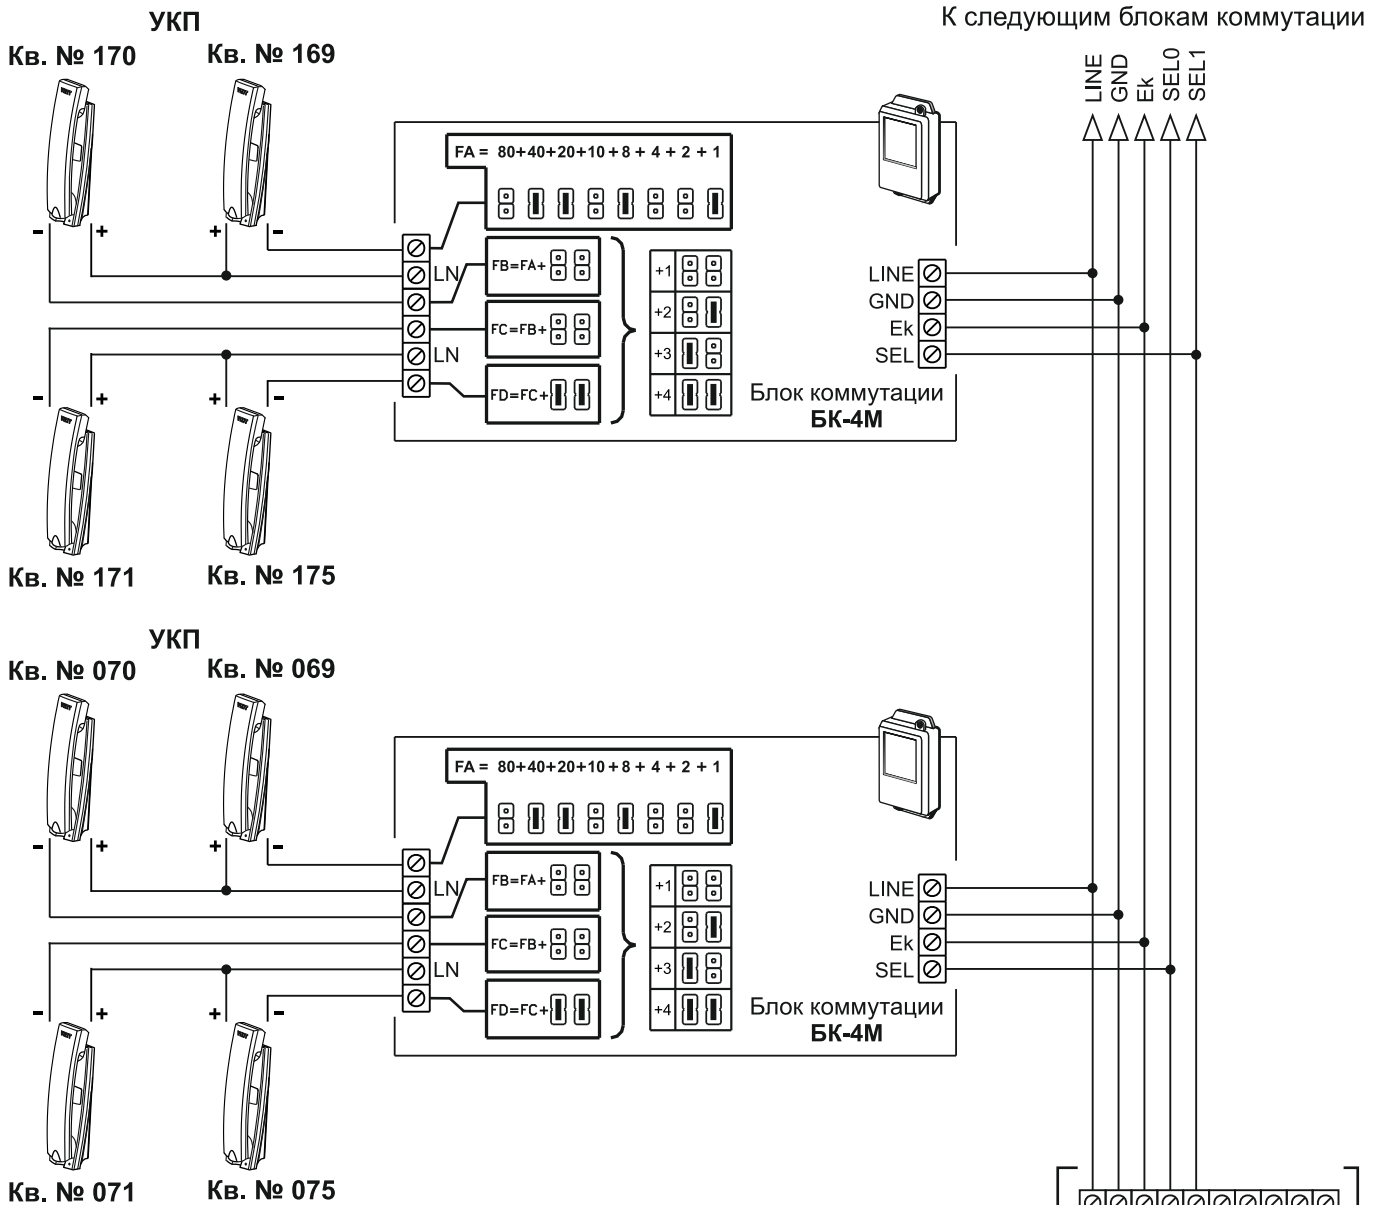 К следующим блокам коммутации
LINE
GND
Ek
SEL0
SEL1
УКП
Кв. № 170
Кв. № 169
- + + -
FA = 80+40+20+10+8+4+2+1
LN
FB=FA+
FC=FB+
LN
FD=FC+
+1
+2
+3
+4
LINE
GND
Ek
SEL
Блок коммутации
БК-4М
- + + -
Кв. № 171
Кв. № 175
УКП
Кв. № 070
Кв. № 069
- + + -
FA = 80+40+20+10+8+4+2+1
LN
FB=FA+
FC=FB+
LN
FD=FC+
+1
+2
+3
+4
LINE
GND
Ek
SEL
Блок коммутации
БК-4М
- + + -
Кв. № 071
Кв. № 075